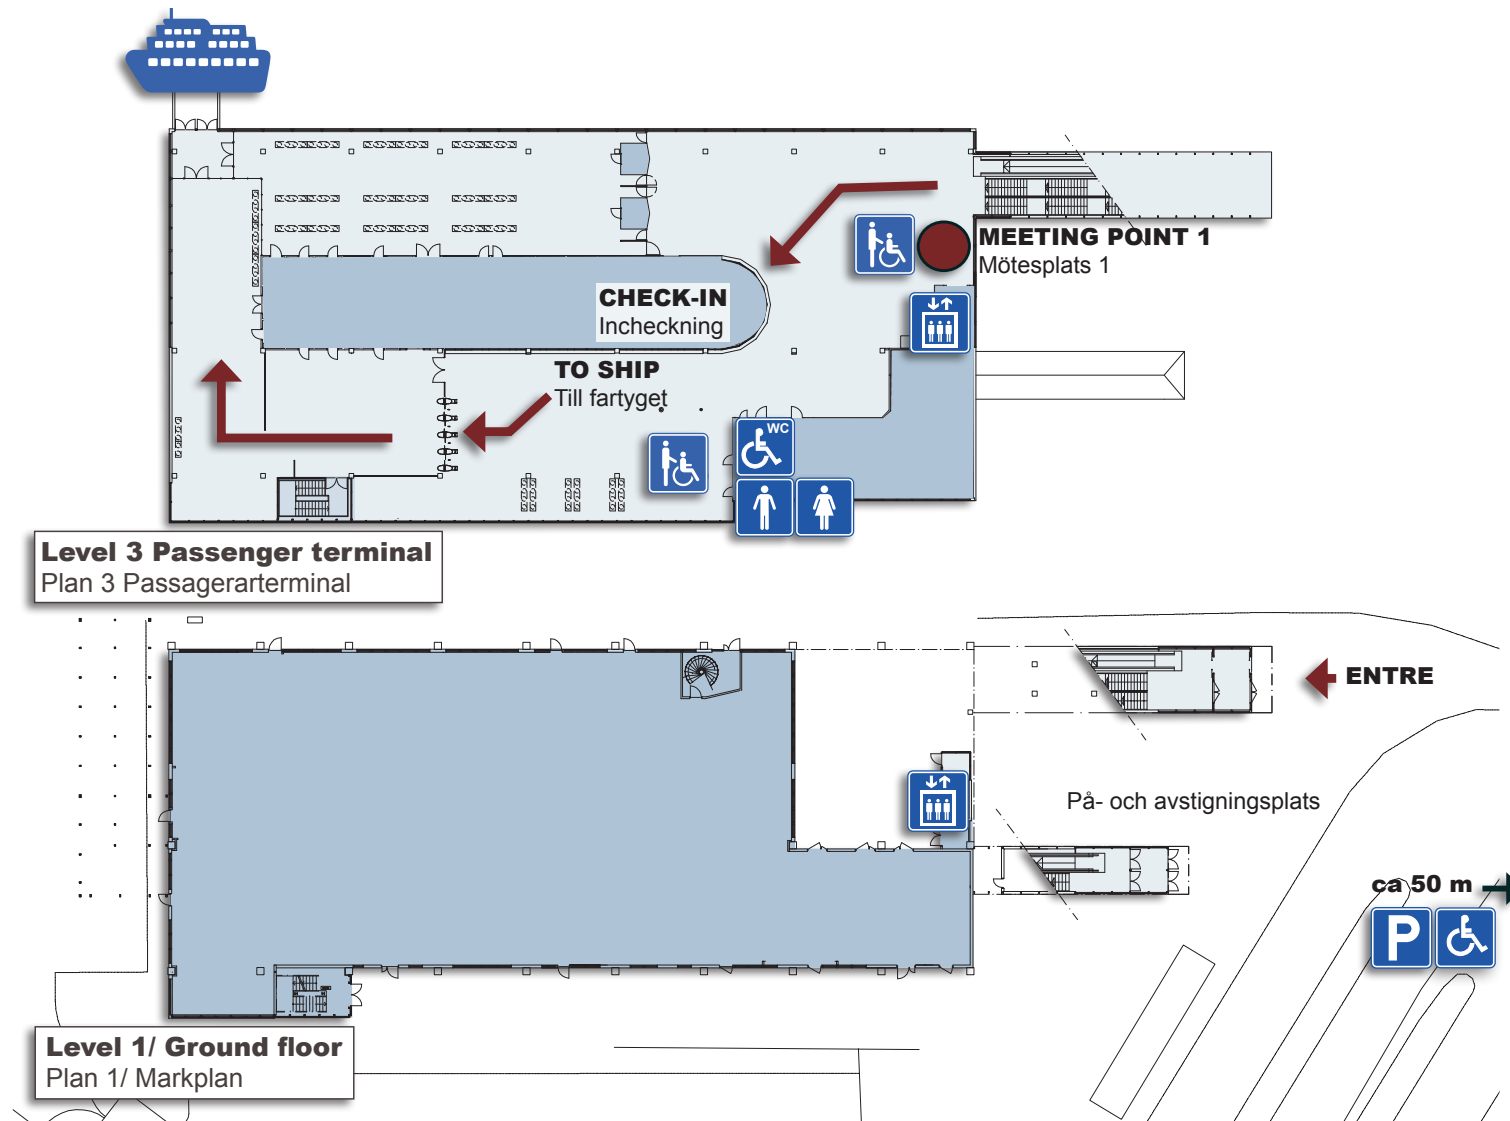 MEETING POINT 1
Mötesplats 1
CHECK-IN
Incheckning
TO SHIP
Till fartyget
WC
Level 3 Passenger terminal
Plan 3 Passagerarterminal
ENTRE
På- och avstigningsplats
ca 50 m
P
Level 1/ Ground floor
Plan 1/ Markplan